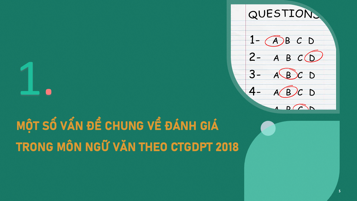 QUESTIONS
1- A B C D
2- A B C D
3- A B C D
4- A B C D
A B C D
1.
MỘT SỐ VẤN ĐỀ CHUNG VỀ ĐÁNH GIÁ
TRONG MÔN NGỮ VĂN THEO CTGDPT 2018